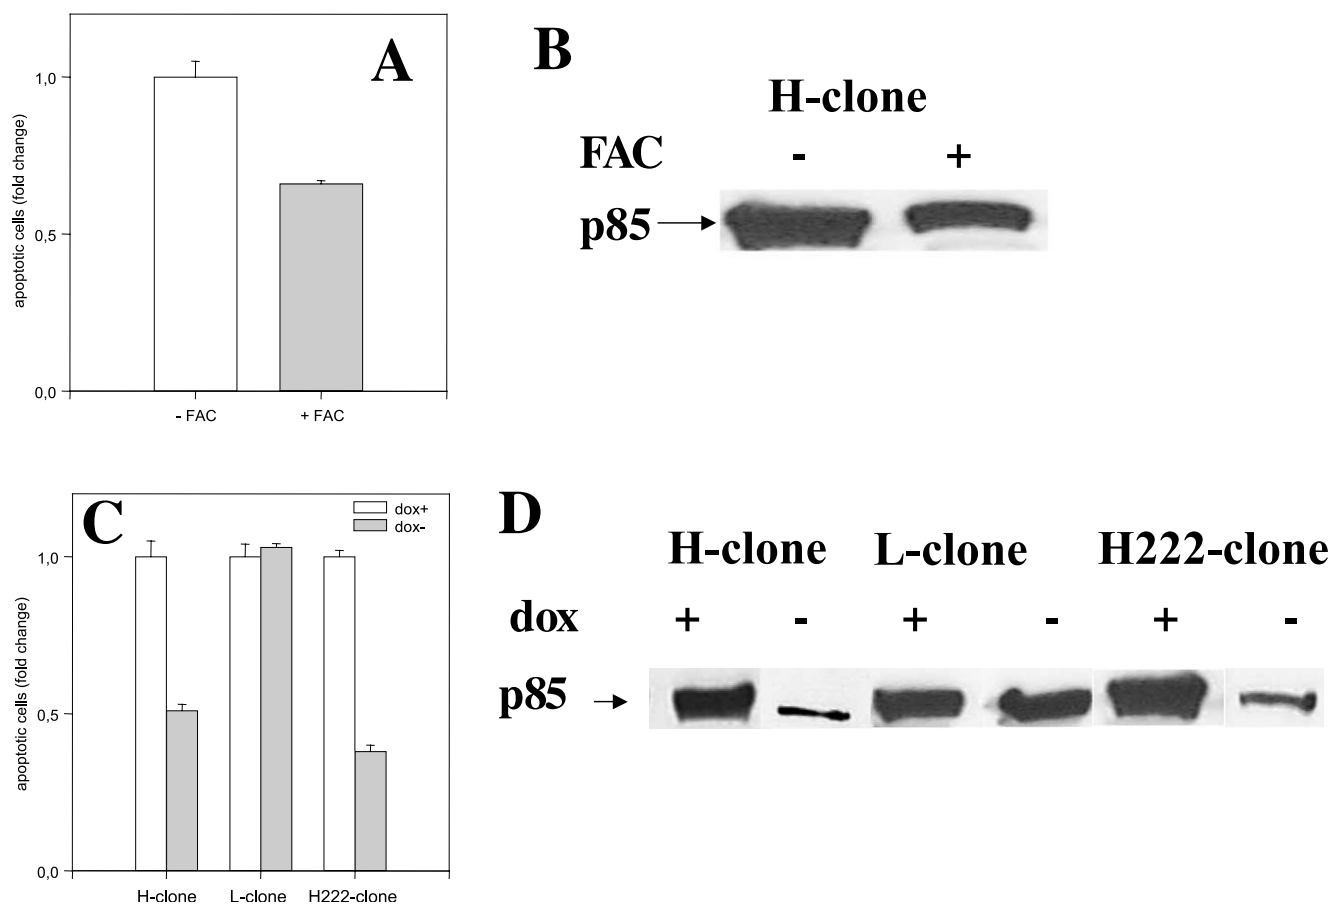 A
apoptotic cells (fold change)
1,0
0,5
0,0
- FAC + FAC
B
H-clone
FAC - +
p85
C
dox+
dox-
apoptotic cells (fold change)
1,0
0,5
0,0
H-clone L-clone H222-clone
D
H-clone L-clone H222-clone
dox + - + - + -
p85